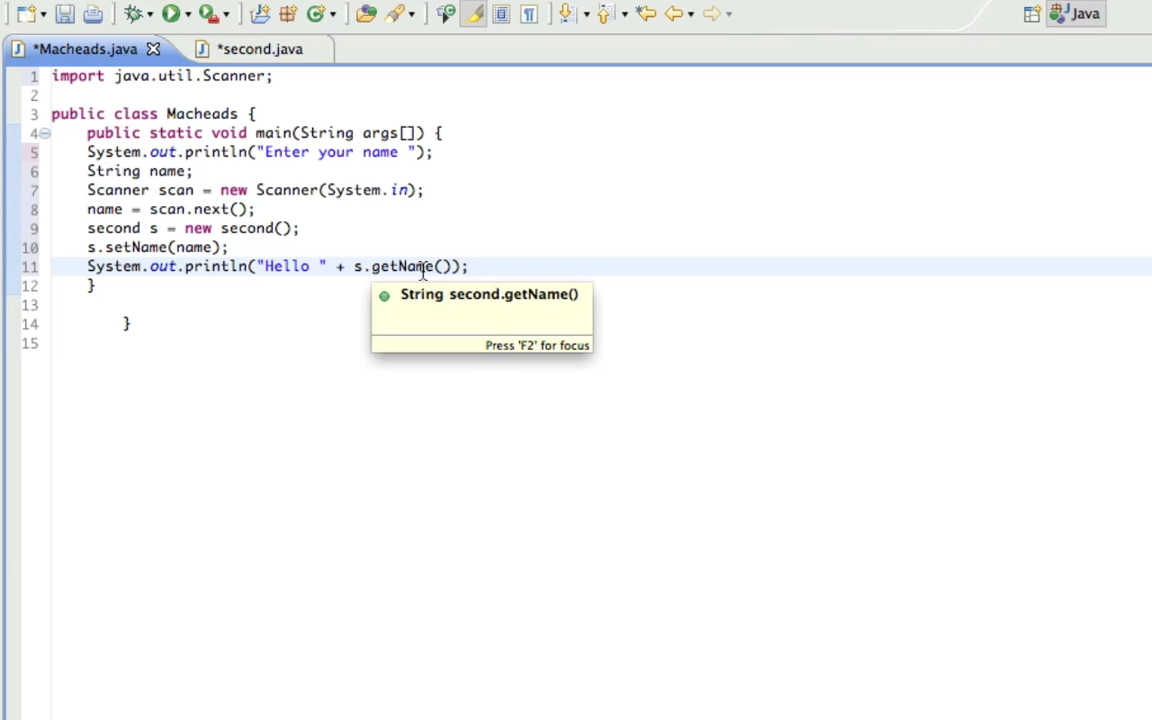 Java
*Macheads.java
*second.java
1 import java.util.Scanner;
2
3 public class Macheads {
4 public static void main(String args[]) {
5 System.out.println("Enter your name ");
6 String name;
7 Scanner scan = new Scanner(System.in);
8 name = scan.next();
9 second s = new second();
10 s.setName(name);
11 System.out.println("Hello " + s.getName());
12 }
13
14 }
15
String second.getName()
Press 'F2' for focus